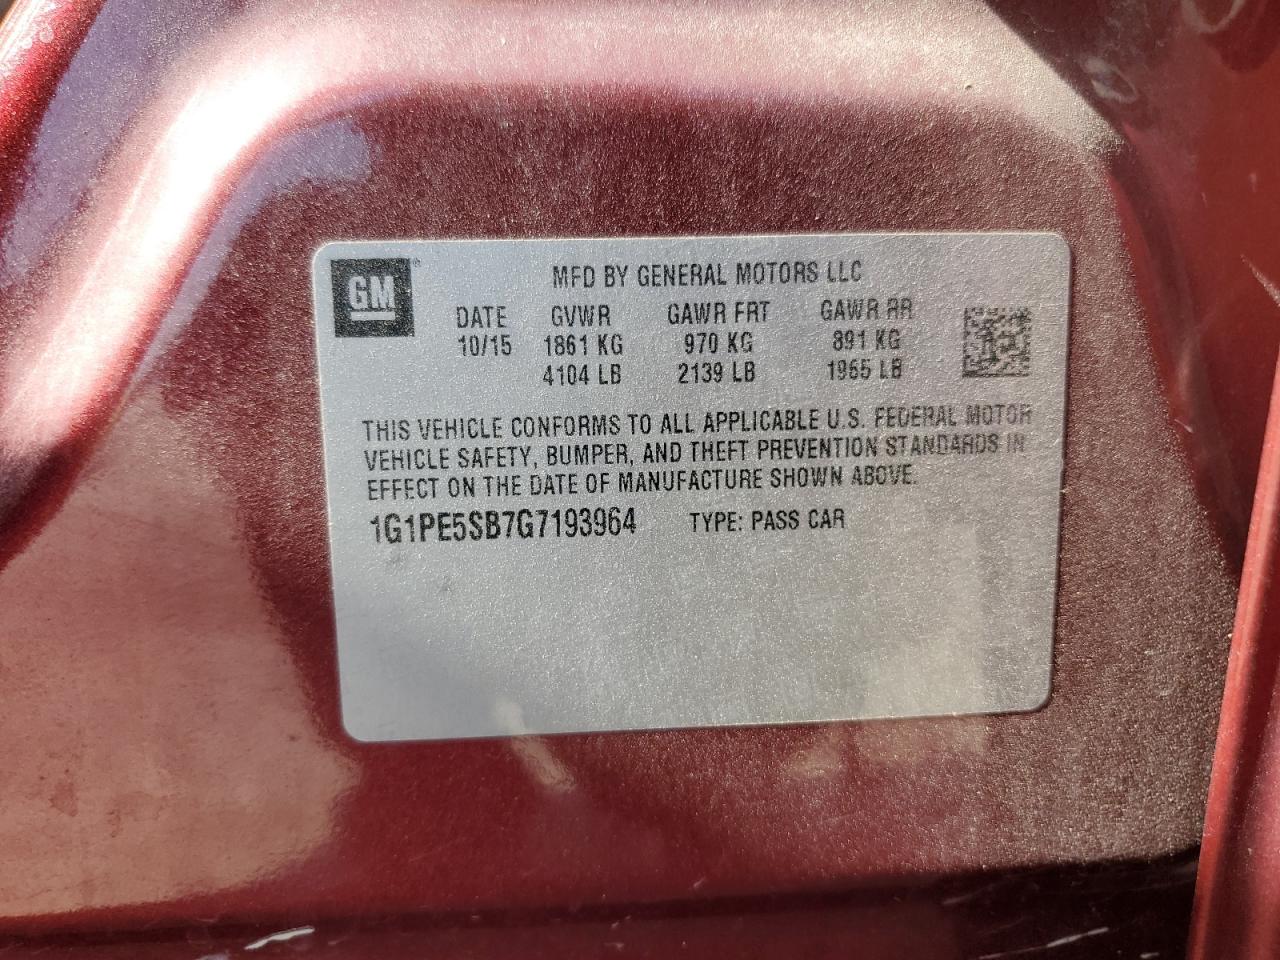 GM
MFD BY GENERAL MOTORS LLC
DATE GVWR GAWR FRT GAWR RR
10/15 1861 KG 970 KG 891 KG
4104 LB 2139 LB 1965 LB
THIS VEHICLE CONFORMS TO ALL APPLICABLE U.S. FEDERAL MOTOR
VEHICLE SAFETY, BUMPER, AND THEFT PREVENTION STANDARDS IN
EFFECT ON THE DATE OF MANUFACTURE SHOWN ABOVE.
1G1PE5SB7G7193964 TYPE: PASS CAR